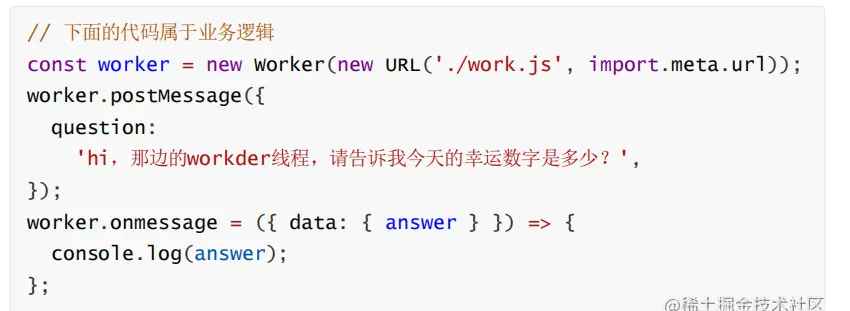 // 下面的代码属于业务逻辑
const worker = new Worker(new URL('./work.js', import.meta.url));
worker.postMessage({
  question:
    'hi，那边的workder线程，请告诉我今天的幸运数字是多少？',
});
worker.onmessage = ({ data: { answer } }) => {
  console.log(answer);
};
@稀土掘金技术社区